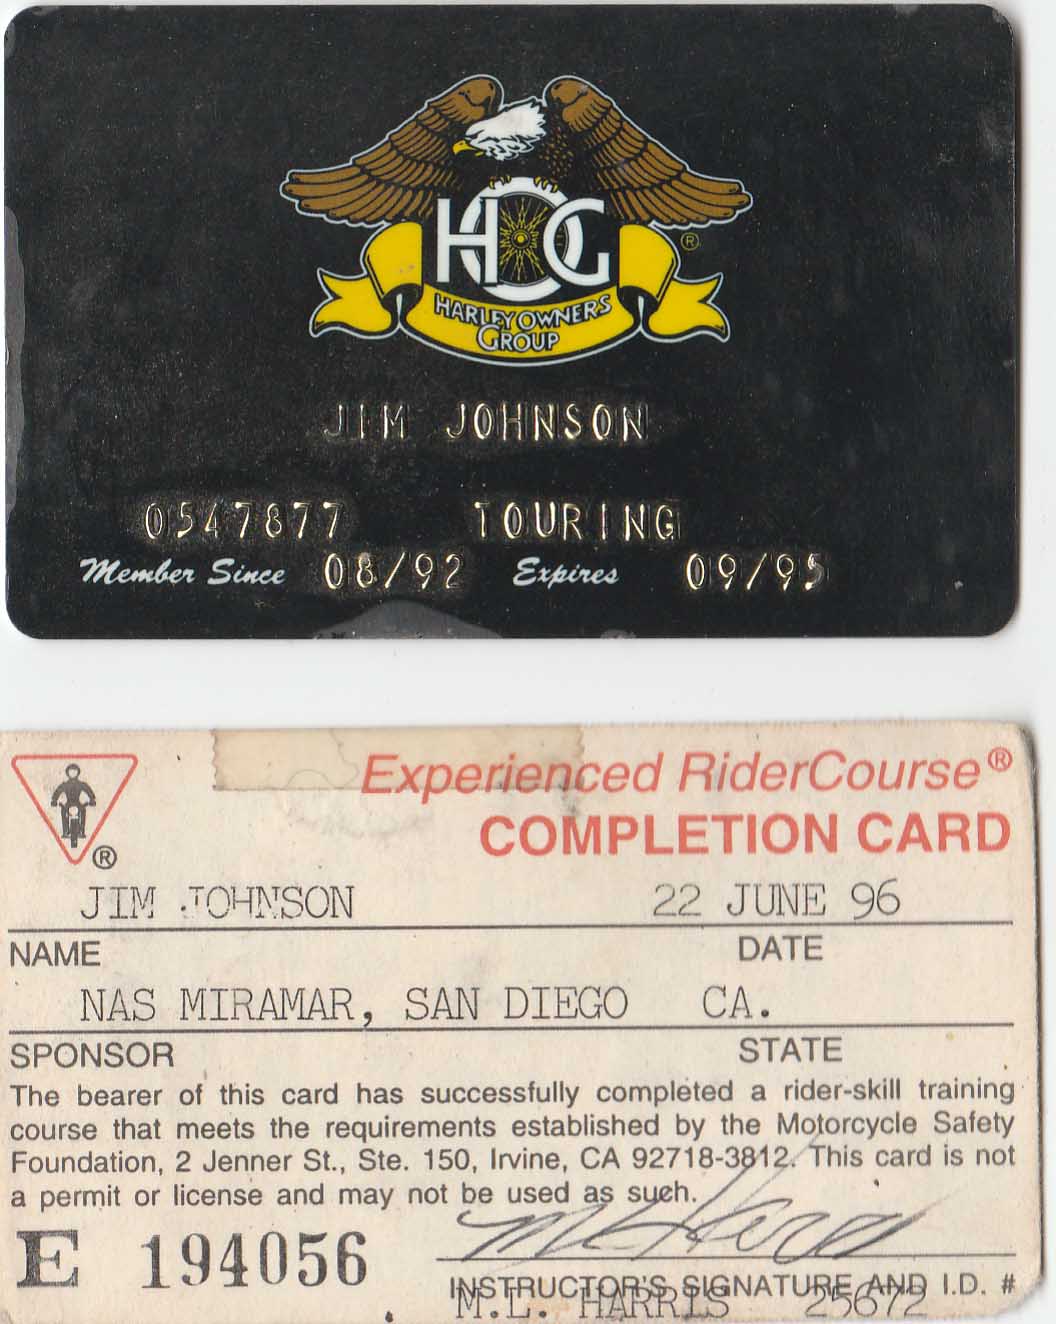 HOG
®
HARLEY OWNERS
GROUP
JIM JOHNSON
0547877 TOURING
Member Since 08/92 Expires 09/95
Experienced RiderCourse®
COMPLETION CARD
®
JIM JOHNSON 22 JUNE 96
NAME DATE
NAS MIRAMAR, SAN DIEGO CA.
SPONSOR STATE
The bearer of this card has successfully completed a rider-skill training
course that meets the requirements established by the Motorcycle Safety
Foundation, 2 Jenner St., Ste. 150, Irvine, CA 92718-3812. This card is not
a permit or license and may not be used as such.
E 194056
INSTRUCTOR'S SIGNATURE AND I.D. #
M.L. HARRIS 25672